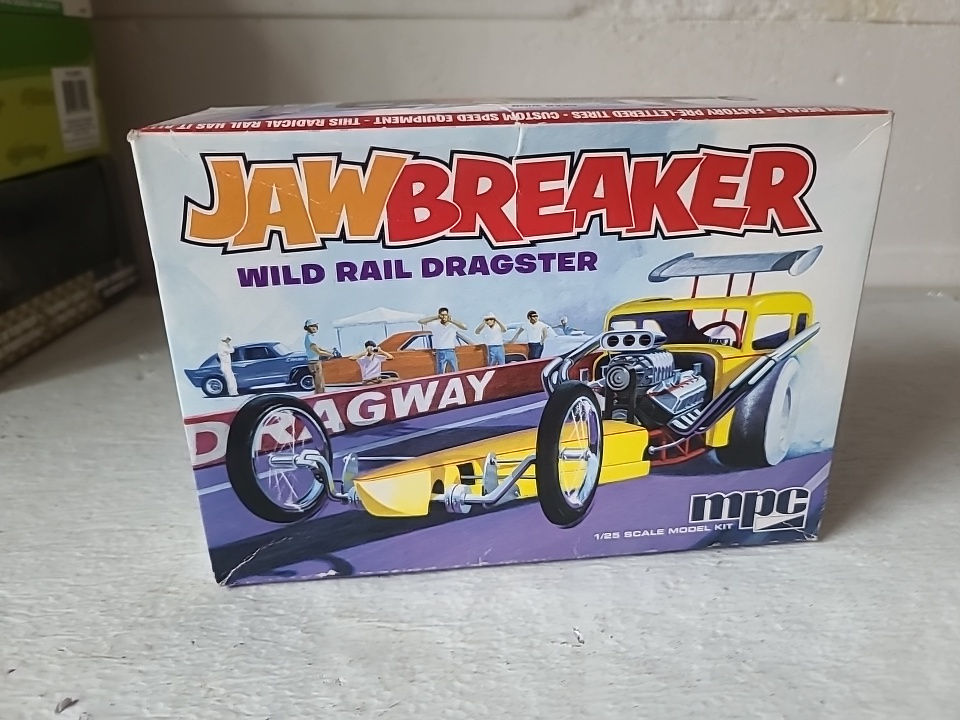 DECALS • FACTORY PRE-LETTERED TIRES • CUSTOM SPEED EQUIPMENT • THIS RADICAL RAIL HAS IT ALL
JAWBREAKER
WILD RAIL DRAGSTER
DRAGWAY
mpc
1/25 SCALE MODEL KIT